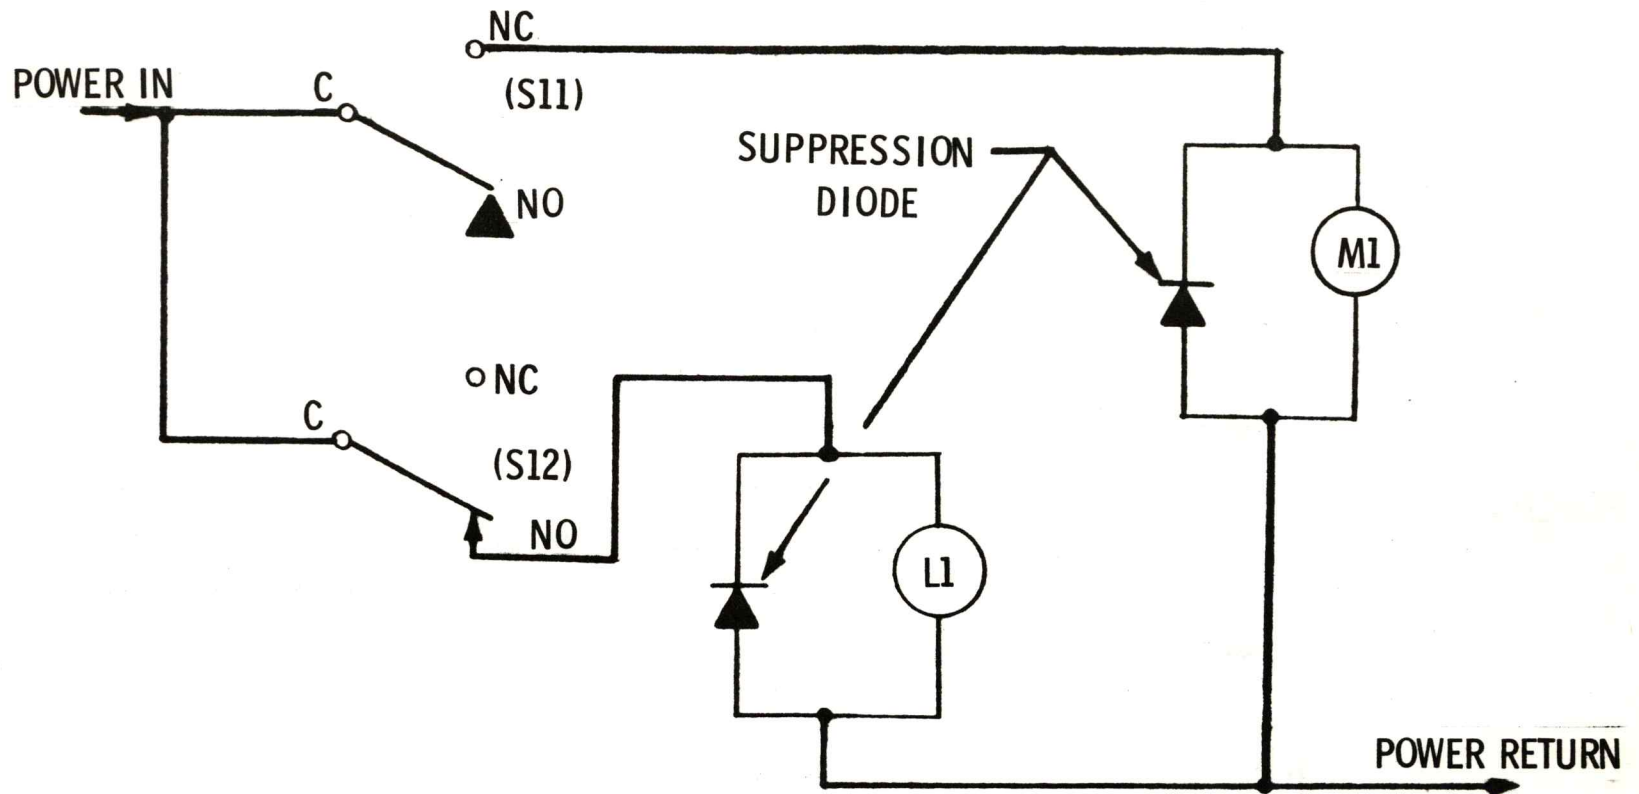 NC
POWER IN
C
(S11)
SUPPRESSION
DIODE
NO
M1
NC
C
(S12)
NO
L1
POWER RETURN